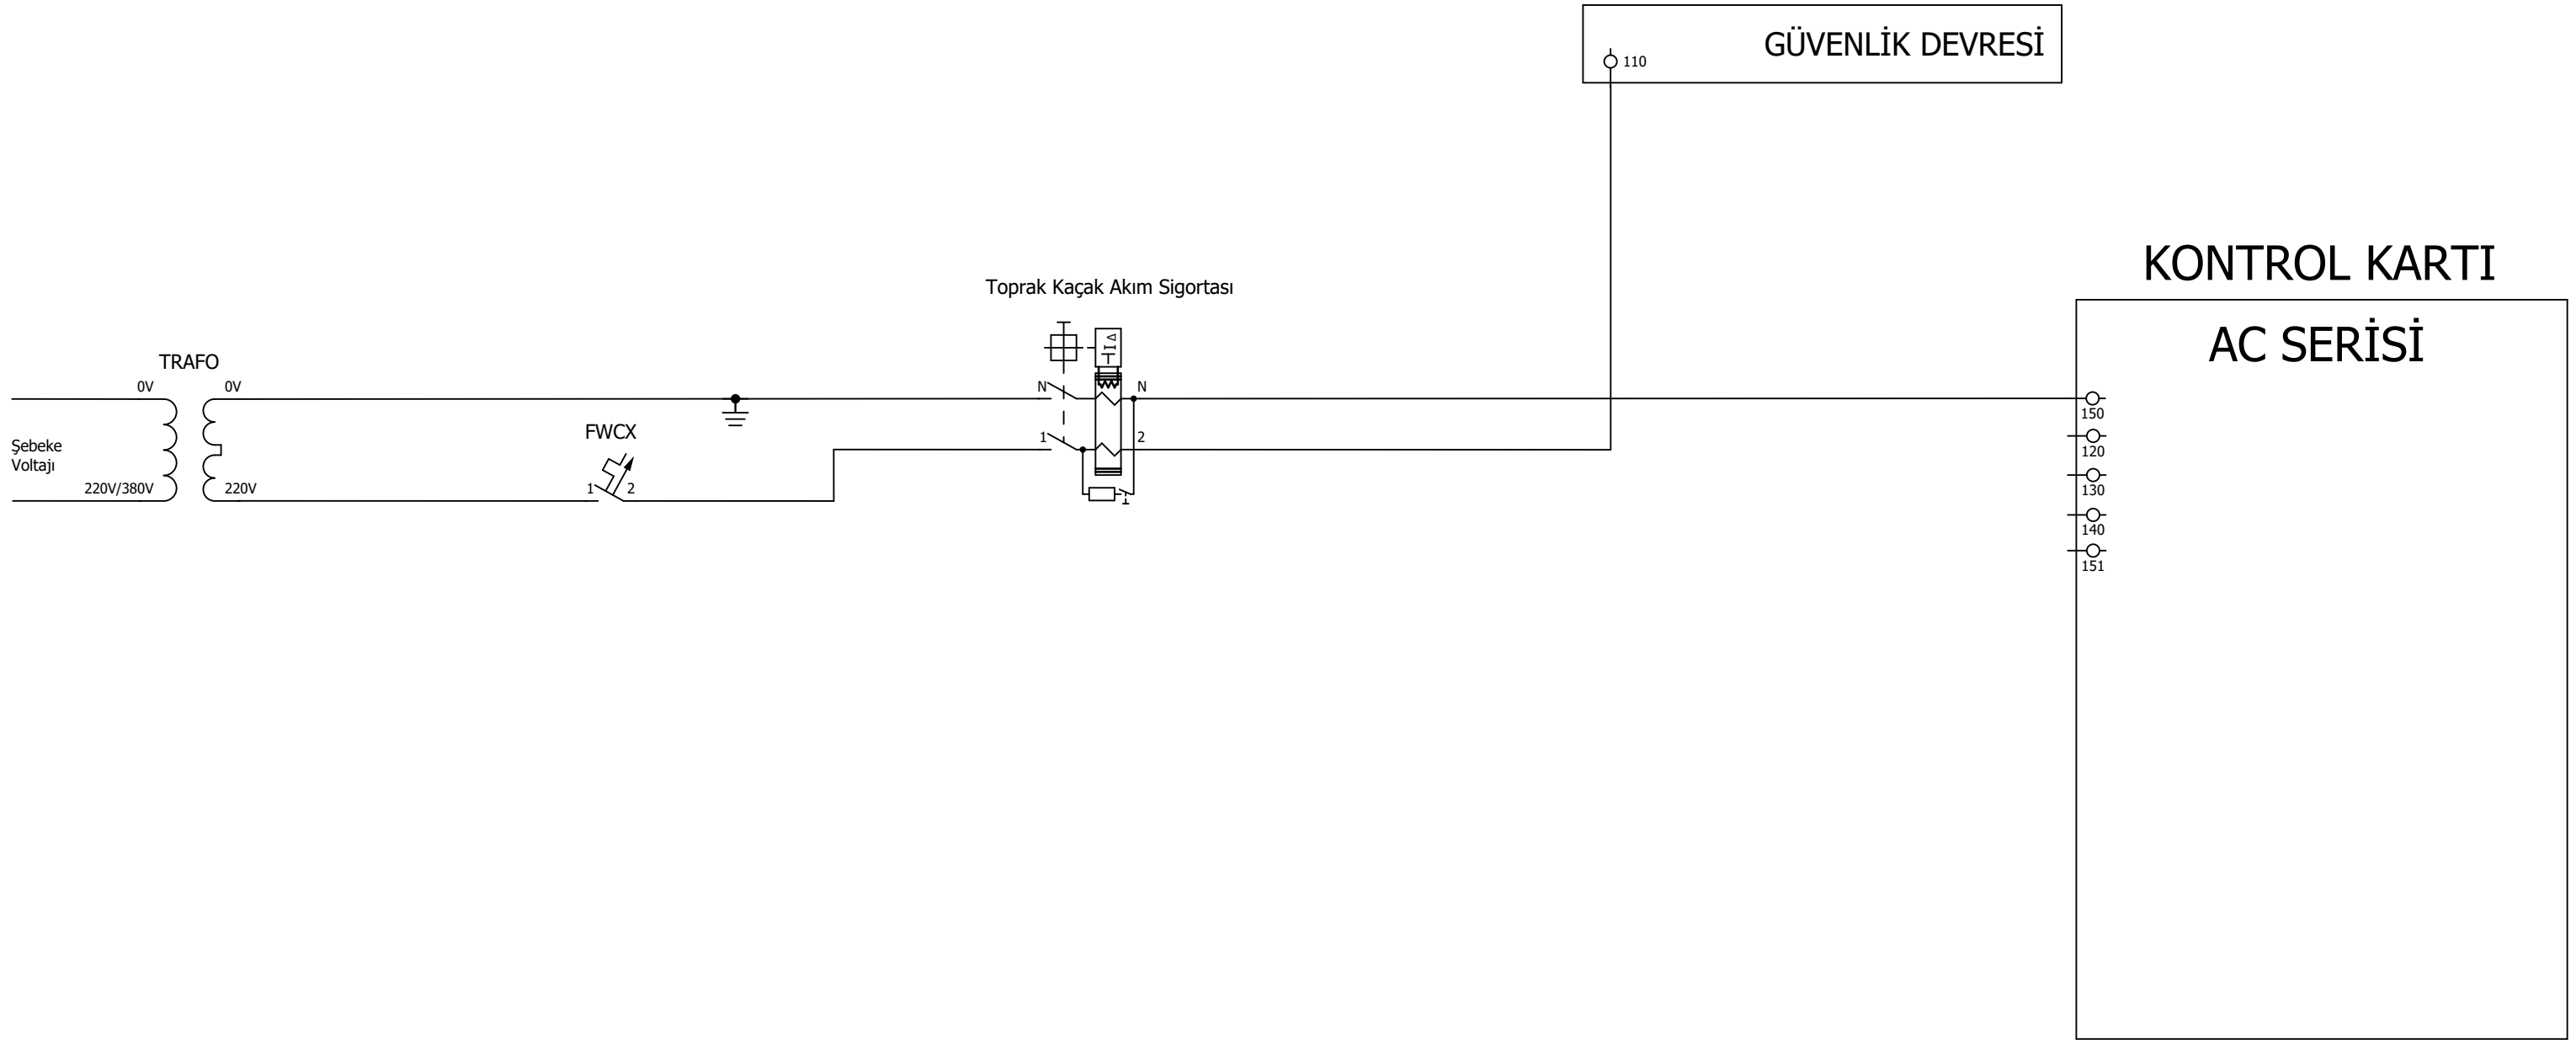 GÜVENLİK DEVRESİ
110
KONTROL KARTI
AC SERİSİ
Toprak Kaçak Akım Sigortası
I Δ
TRAFO
0V
0V
N
N
150
FWCX
120
Şebeke
Voltajı
1
2
220V/380V
220V
1
2
130
140
151